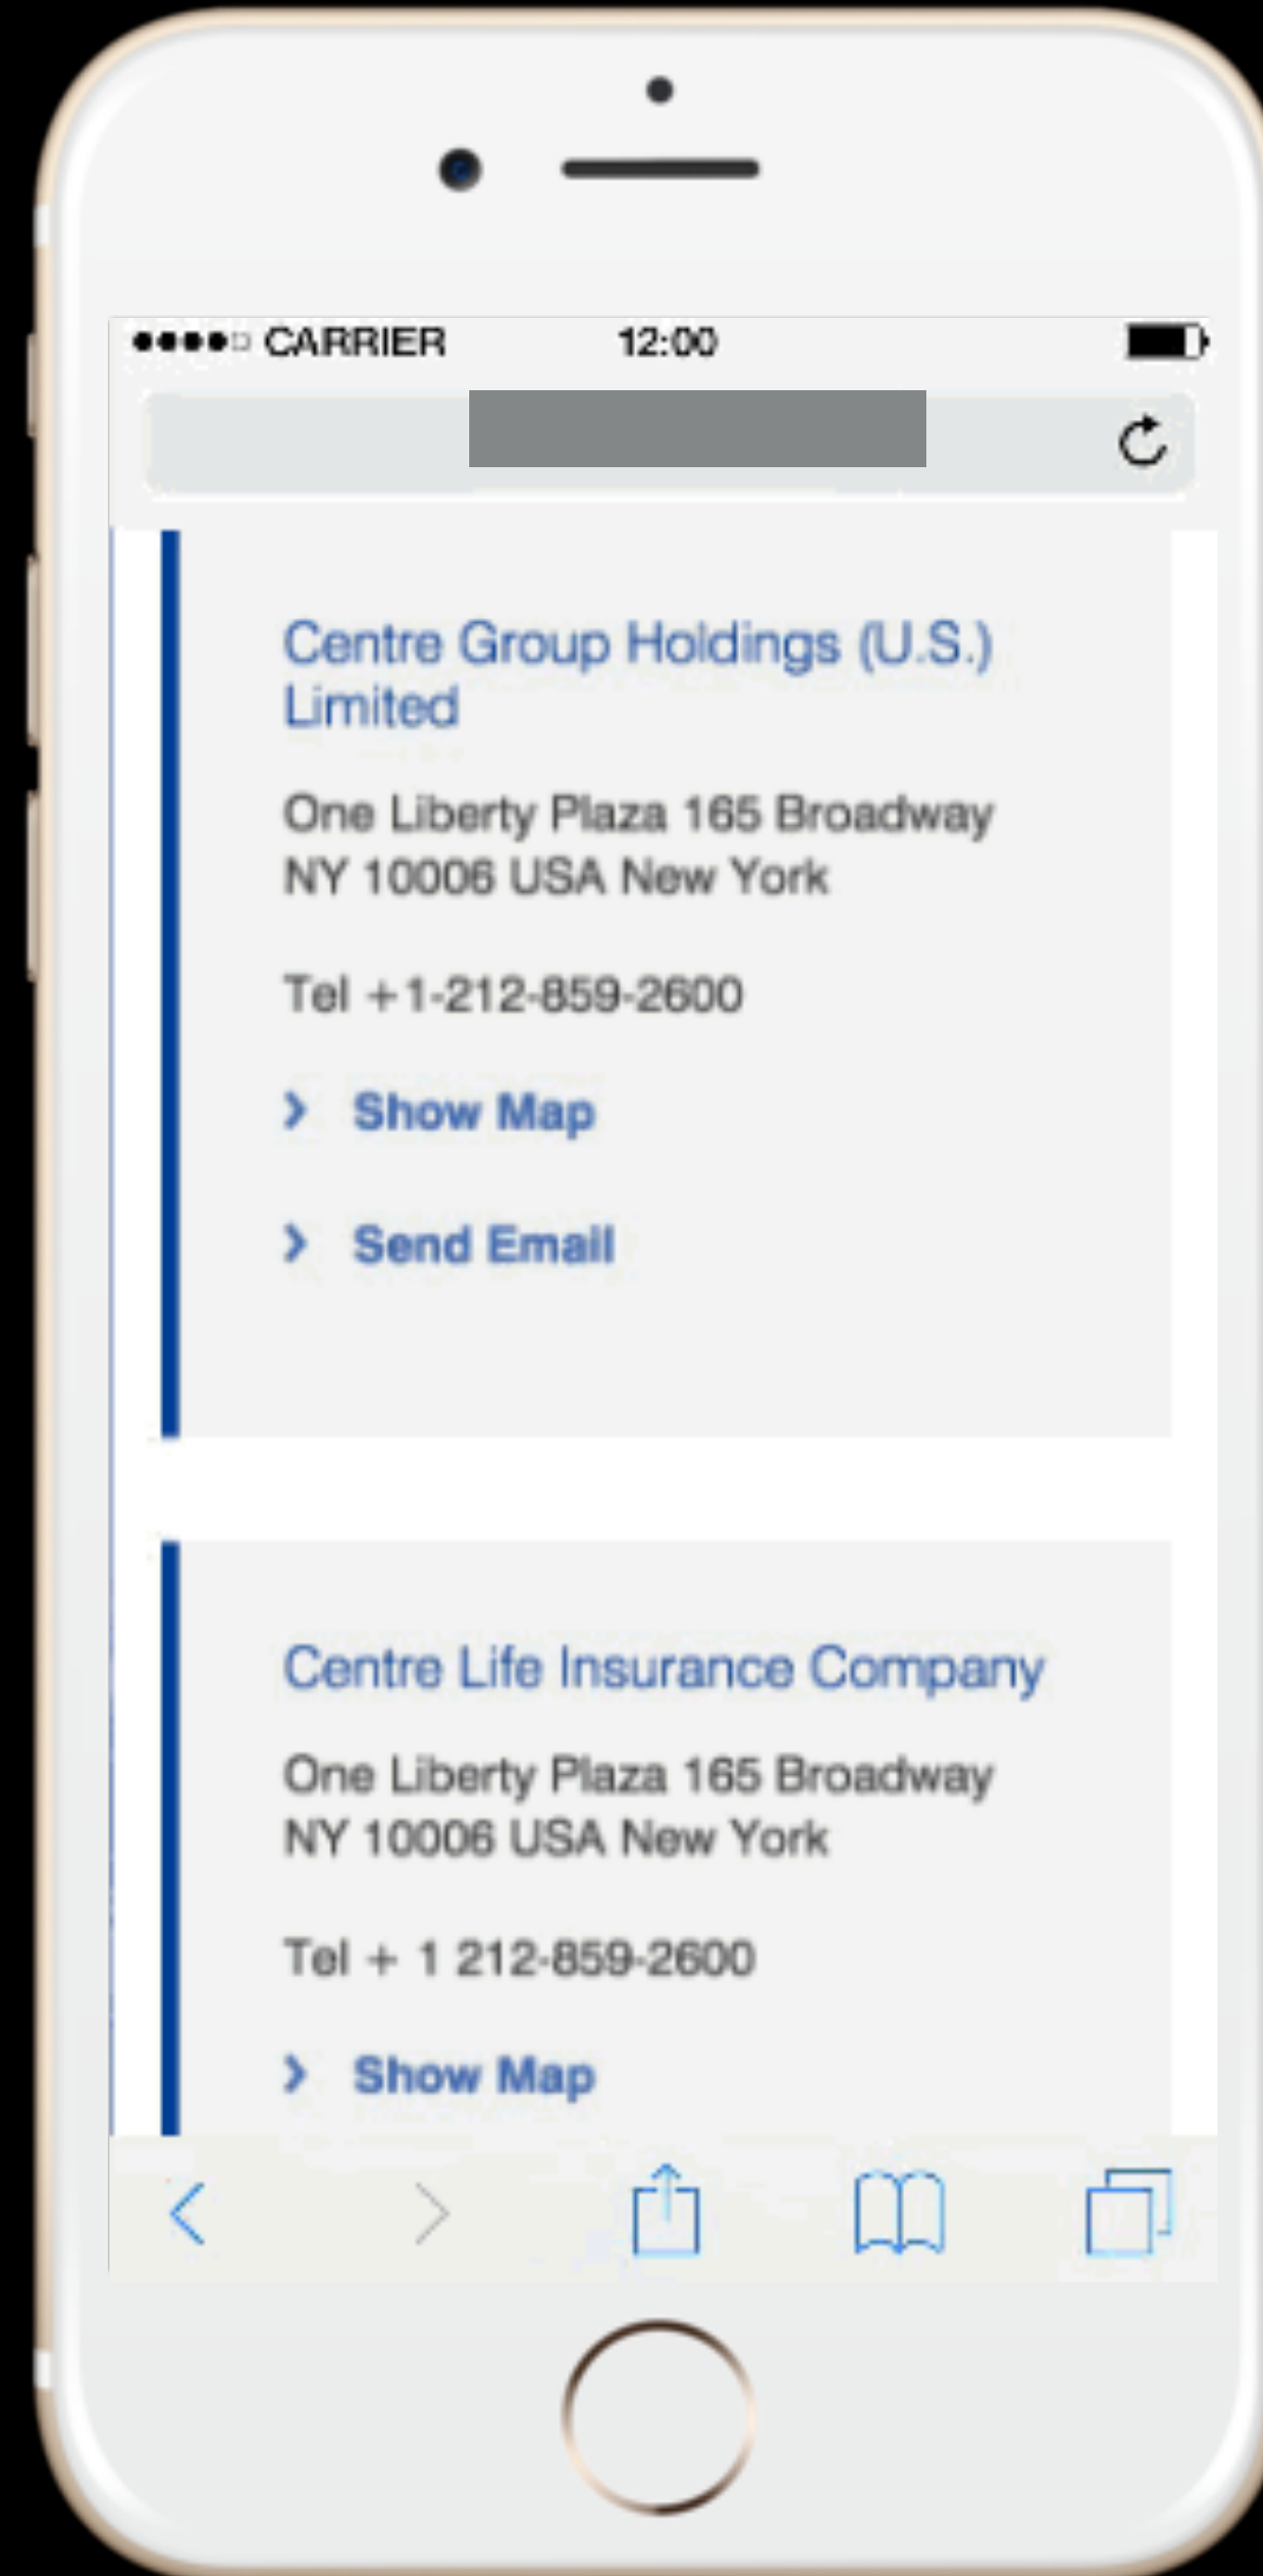 CARRIER 12:00
Centre Group Holdings (U.S.)
Limited
One Liberty Plaza 165 Broadway
NY 10006 USA New York
Tel +1-212-859-2600
Show Map
Send Email
Centre Life Insurance Company
One Liberty Plaza 165 Broadway
NY 10006 USA New York
Tel + 1 212-859-2600
Show Map